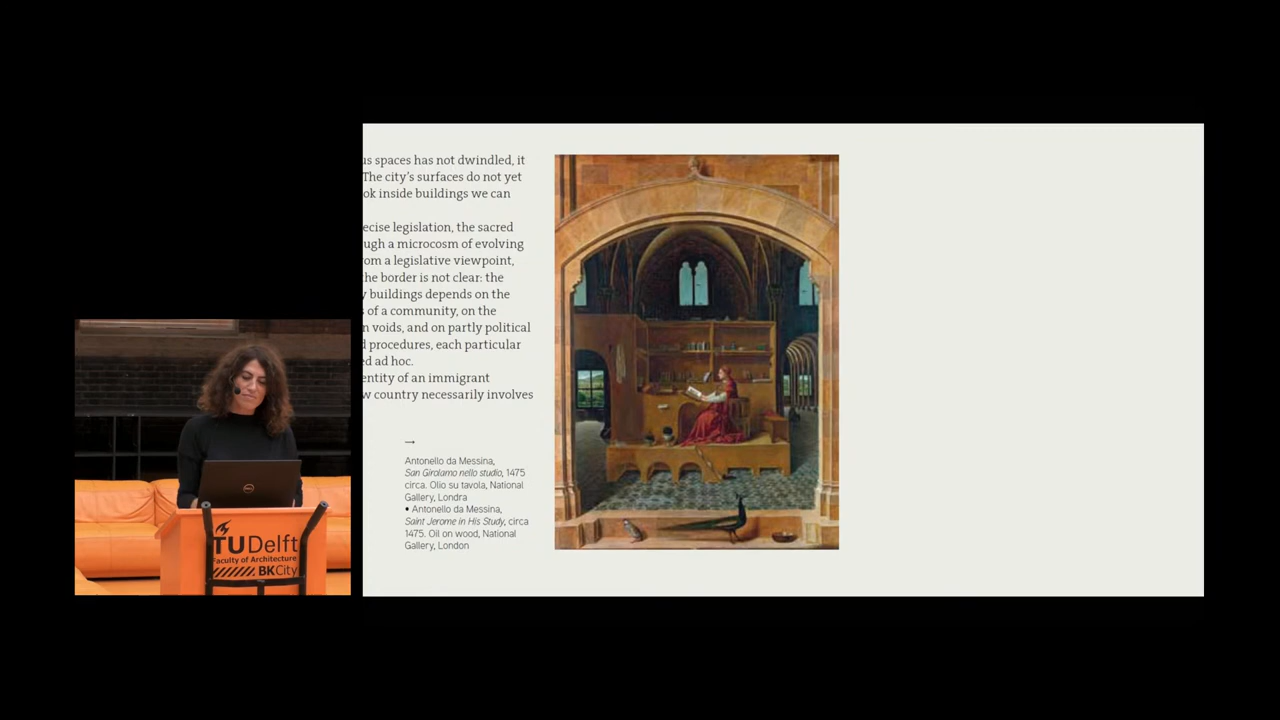 us spaces has not dwindled, it
The city's surfaces do not yet
ok inside buildings we can
ecise legislation, the sacred
ugh a microcosm of evolving
om a legislative viewpoint,
he border is not clear: the
y buildings depends on the
s of a community, on the
n voids, and on partly political
d procedures, each particular
ed ad hoc.
entity of an immigrant
w country necessarily involves
→
Antonello da Messina,
San Girolamo nello studio, 1475
circa. Olio su tavola, National
Gallery, Londra
• Antonello da Messina,
Saint Jerome in His Study, circa
1475. Oil on wood, National
Gallery, London
TUDelft
Faculty of Architecture
BKCity
DELL